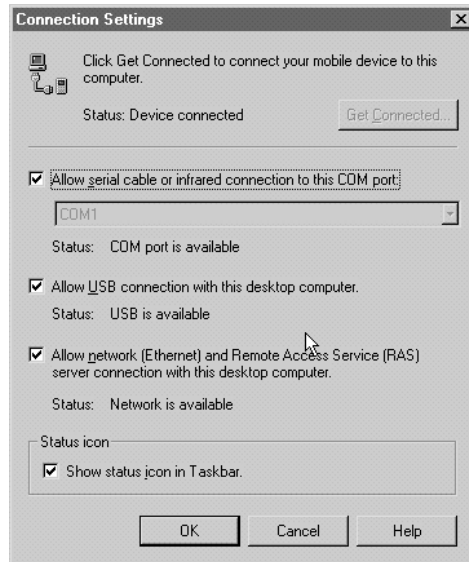 Connection Settings
Click Get Connected to connect your mobile device to this
computer.
Status: Device connected
Get Connected...
Allow serial cable or infrared connection to this COM port:
COM1
Status: COM port is available
Allow USB connection with this desktop computer.
Status: USB is available
Allow network (Ethernet) and Remote Access Service (RAS)
server connection with this desktop computer.
Status: Network is available
Status icon
Show status icon in Taskbar.
OK Cancel Help